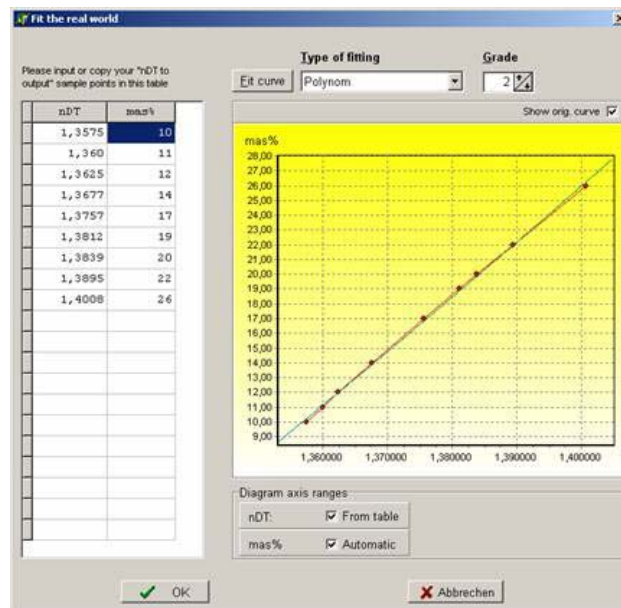 Fit the real world
Please input or copy your "nDT to
output" sample points in this table
Type of fitting
Grade
Fit curve
Polynom
2
nDT mas%
1,3575 10
1,360 11
1,3625 12
1,3677 14
1,3757 17
1,3812 19
1,3839 20
1,3895 22
1,4008 26
Show orig. curve
mas%
28,00
27,00
26,00
25,00
24,00
23,00
22,00
21,00
20,00
19,00
18,00
17,00
16,00
15,00
14,00
13,00
12,00
11,00
10,00
9,00
1,360000 1,370000 1,380000 1,390000 1,400000
Diagram axis ranges
nDT: From table
mas% Automatic
OK
Abbrechen